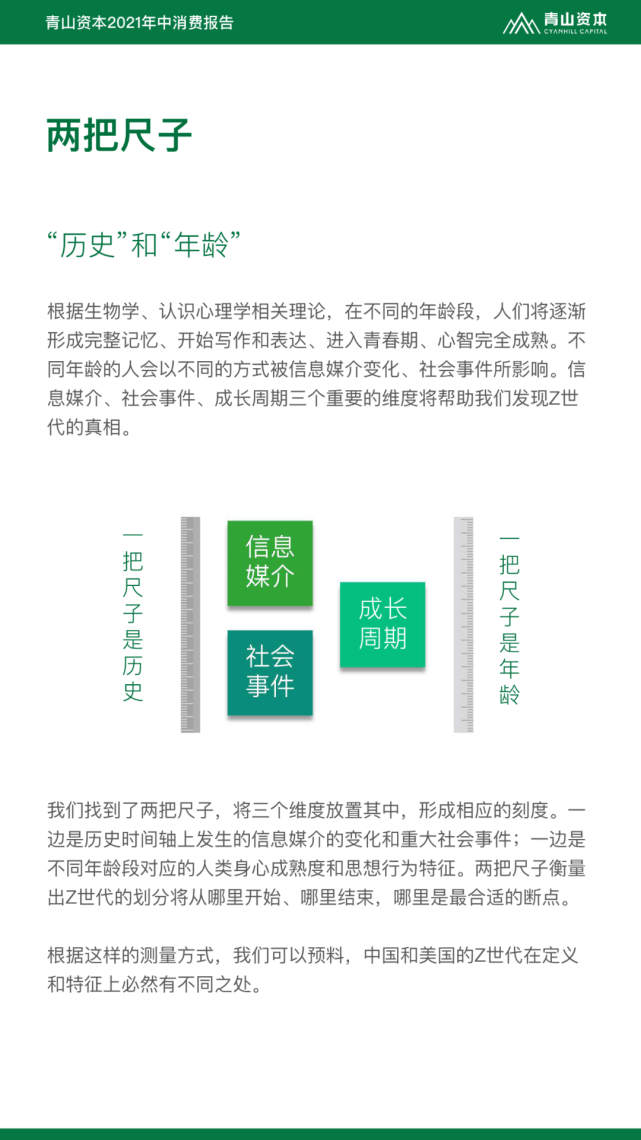 青山资本2021年中消费报告
青山资本
CYANHILL CAPITAL
两把尺子
“历史”和“年龄”
根据生物学、认识心理学相关理论，在不同的年龄段，人们将逐渐
形成完整记忆、开始写作和表达、进入青春期、心智完全成熟。不
同年龄的人会以不同的方式被信息媒介变化、社会事件所影响。信
息媒介、社会事件、成长周期三个重要的维度将帮助我们发现Z世
代的真相。
一把尺子是历史
信息
媒介
社会
事件
成长
周期
一把尺子是年龄
我们找到了两把尺子，将三个维度放置其中，形成相应的刻度。一
边是历史时间轴上发生的信息媒介的变化和重大社会事件；一边是
不同年龄段对应的人类身心成熟度和思想行为特征。两把尺子衡量
出Z世代的划分将从哪里开始、哪里结束，哪里是最合适的断点。
根据这样的测量方式，我们可以预料，中国和美国的Z世代在定义
和特征上必然有不同之处。